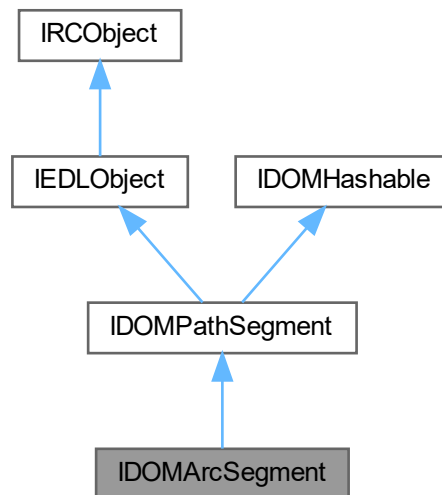 IRCObject
IEDLObject
IDOMHashable
IDOMPathSegment
IDOMArcSegment